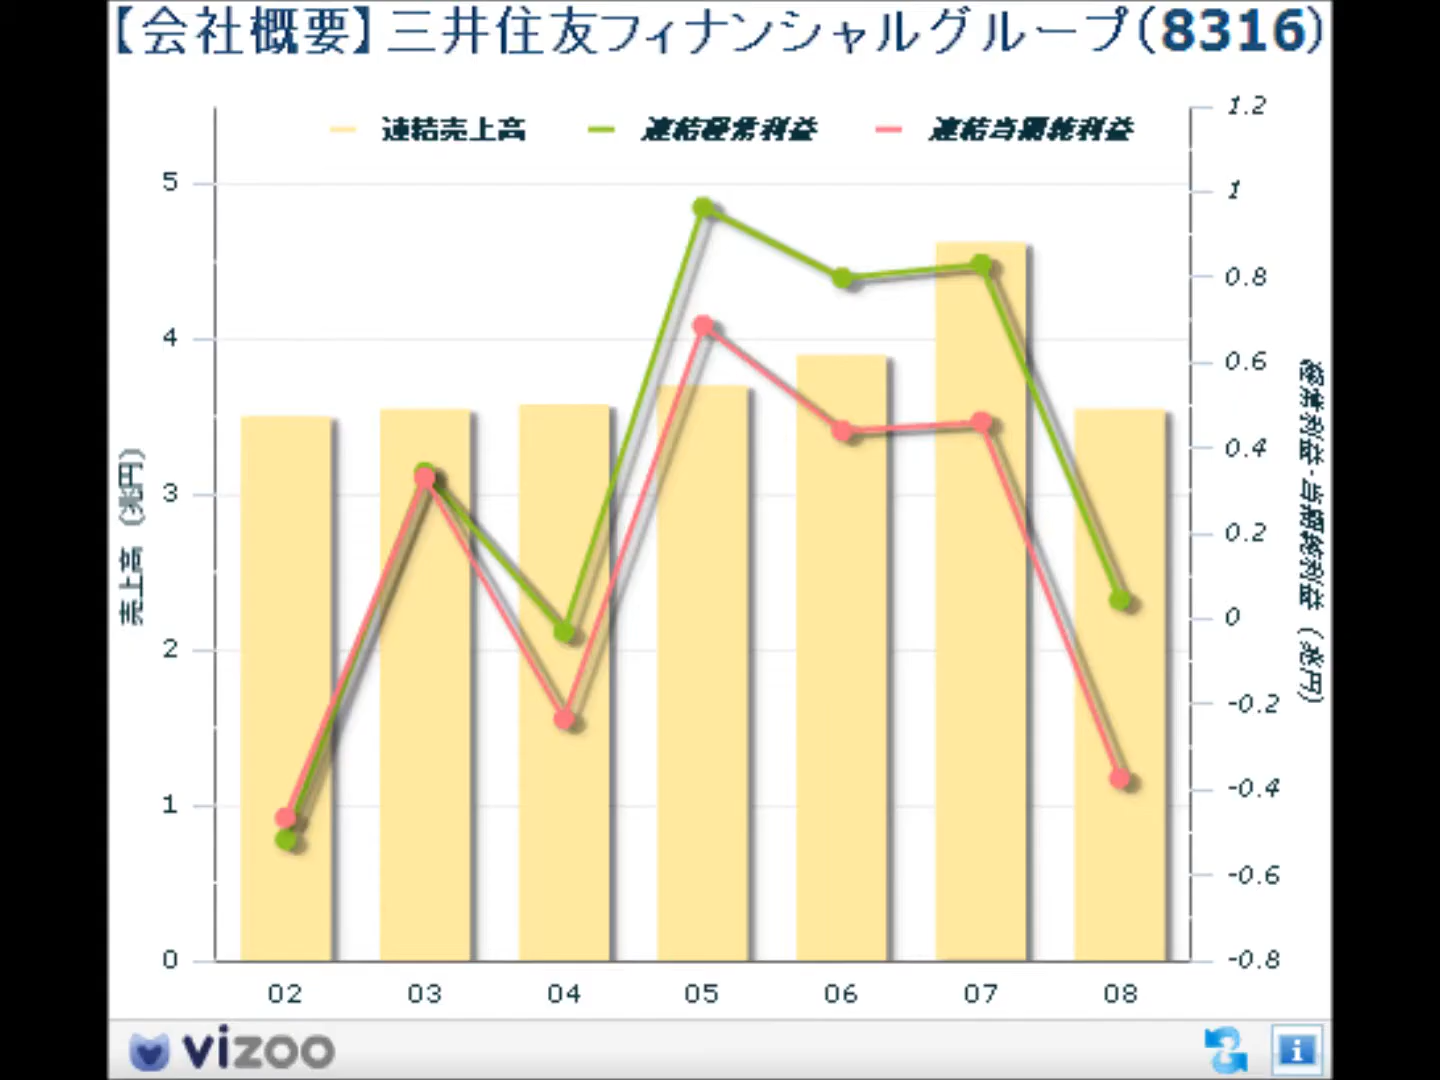 【会社概要】三井住友フィナンシャルグループ(8316)
連結売上高 連結経常利益 連結当期純利益
5
4
3
2
1
0
売上高（兆円）
1.2
1
0.8
0.6
0.4
0.2
0
-0.2
-0.4
-0.6
-0.8
経常利益・当期純利益（兆円）
02 03 04 05 06 07 08
vizoo
i